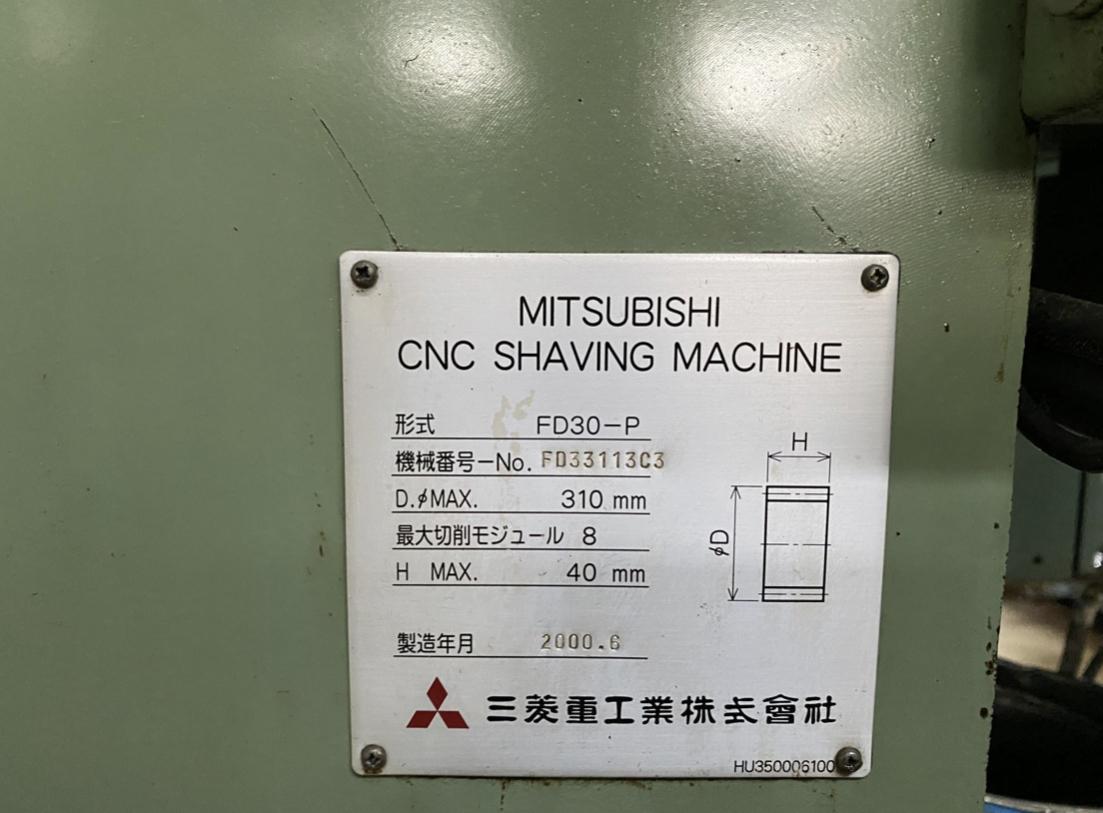 MITSUBISHI
CNC SHAVING MACHINE
形式 FD30-P
機械番号-No. FD33113C3
D.φMAX. 310 mm
最大切削モジュール 8
H MAX. 40 mm
H
φD
製造年月 2000.6
三菱重工業株式會社
HU350006100